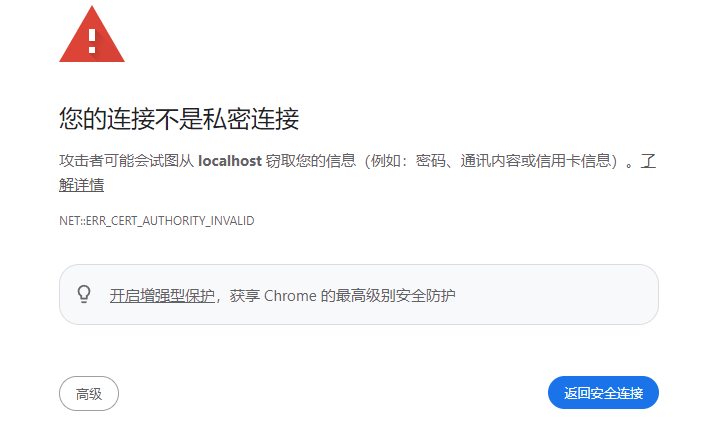 您的连接不是私密连接
攻击者可能会试图从 localhost 窃取您的信息（例如：密码、通讯内容或信用卡信息）。了
解详情
NET::ERR_CERT_AUTHORITY_INVALID
开启增强型保护，获享 Chrome 的最高级别安全防护
高级
返回安全连接